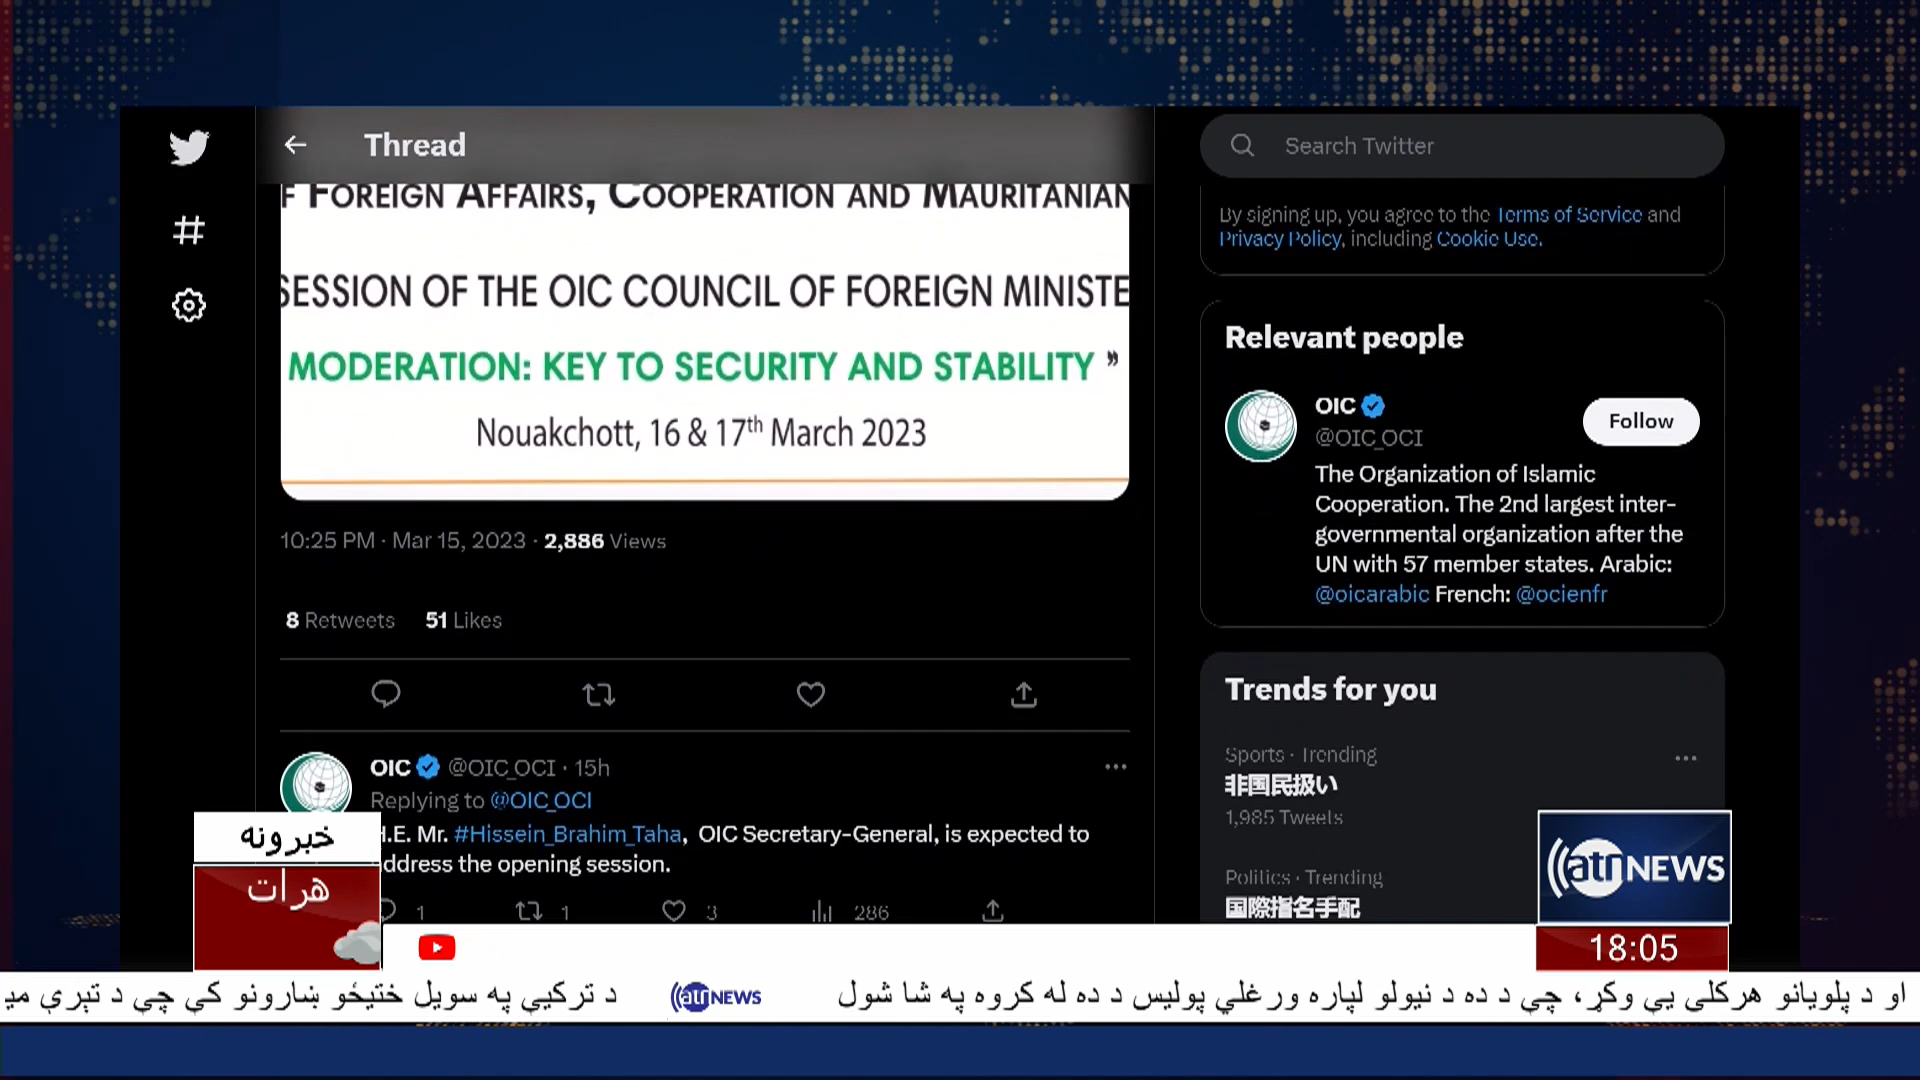 Thread
F FOREIGN AFFAIRS, COOPERATION AND MAURITANIAN
SESSION OF THE OIC COUNCIL OF FOREIGN MINISTE
MODERATION: KEY TO SECURITY AND STABILITY ”
Nouakchott, 16 & 17th March 2023
10:25 PM · Mar 15, 2023 · 2,886 Views
8 Retweets 51 Likes
OIC @OIC_OCI · 15h
Replying to @OIC_OCI
H.E. Mr. #Hissein_Brahim_Taha, OIC Secretary-General, is expected to
ddress the opening session.
1 1 3 286
Search Twitter
By signing up, you agree to the Terms of Service and
Privacy Policy, including Cookie Use.
Relevant people
OIC
@OIC_OCI
Follow
The Organization of Islamic
Cooperation. The 2nd largest inter-
governmental organization after the
UN with 57 member states. Arabic:
@oicarabic French: @ocienfr
Trends for you
Sports · Trending
非国民扱い
1,985 Tweets
Politics · Trending
国際指名手配
خبرونه
هرات
atn NEWS
18:05
او د پلویانو هرکلی یې وکړ، چې د ده د نیولو لپاره ورغلي پولیس د ده له کروه په شا شول
atn NEWS
د ترکیې په سویل ختیځو ښارونو کې چې د تېرې میـ